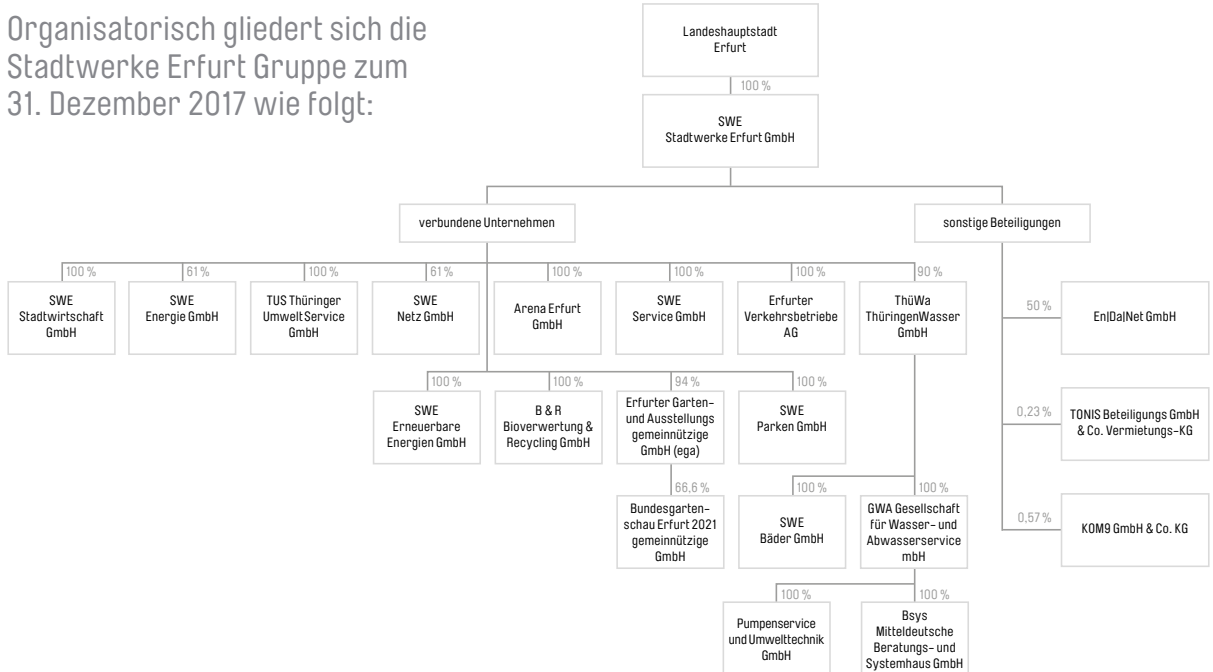 Organisatorisch gliedert sich die
Stadtwerke Erfurt Gruppe zum
31. Dezember 2017 wie folgt:
Landeshauptstadt
Erfurt
100 %
SWE
Stadtwerke Erfurt GmbH
verbundene Unternehmen
sonstige Beteiligungen
100 %
SWE
Stadtwirtschaft
GmbH
61 %
SWE
Energie GmbH
100 %
TUS Thüringer
UmweltService
GmbH
61 %
SWE
Netz GmbH
100 %
Arena Erfurt
GmbH
100 %
SWE
Service GmbH
100 %
Erfurter
Verkehrsbetriebe
AG
90 %
ThüWa
ThüringenWasser
GmbH
50 %
En|Da|Net GmbH
100 %
SWE
Erneuerbare
Energien GmbH
100 %
B & R
Bioverwertung &
Recycling GmbH
94 %
Erfurter Garten-
und Ausstellungs
gemeinnützige
GmbH (ega)
100 %
SWE
Parken GmbH
0,23 %
TONIS Beteiligungs GmbH
& Co. Vermietungs-KG
66,6 %
Bundesgarten-
schau Erfurt 2021
gemeinnützige
GmbH
100 %
SWE
Bäder GmbH
100 %
GWA Gesellschaft
für Wasser- und
Abwasserservice
mbH
0,57 %
KOM9 GmbH & Co. KG
100 %
Pumpenservice
und Umwelttechnik
GmbH
100 %
Bsys
Mitteldeutsche
Beratungs- und
Systemhaus GmbH